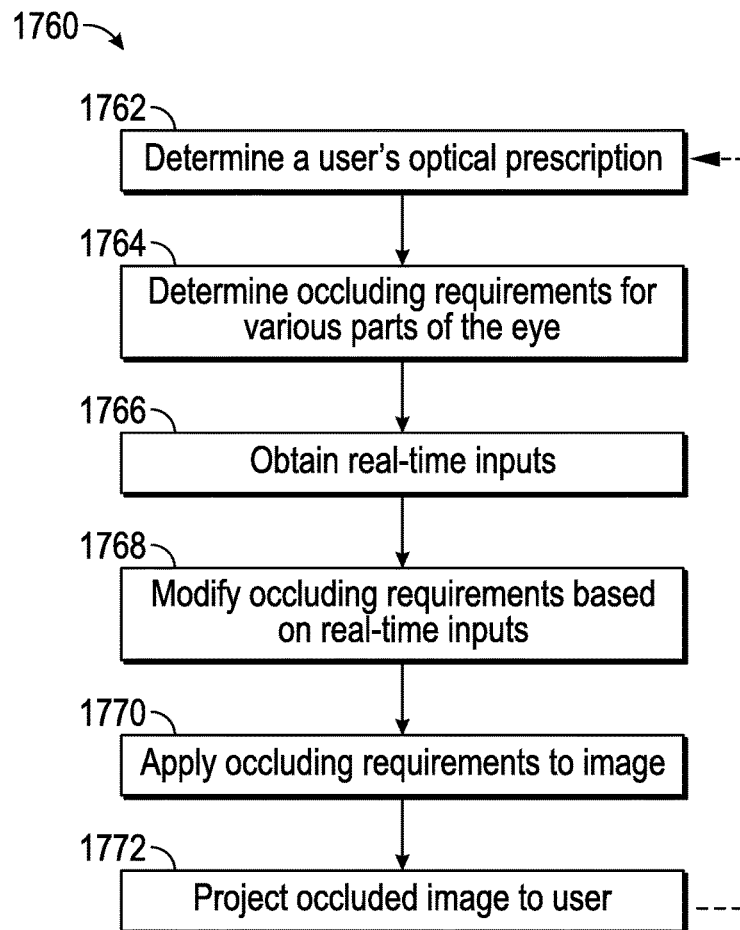 1760
1762
Determine a user's optical prescription
1764
Determine occluding requirements for
various parts of the eye
1766
Obtain real-time inputs
1768
Modify occluding requirements based
on real-time inputs
1770
Apply occluding requirements to image
1772
Project occluded image to user